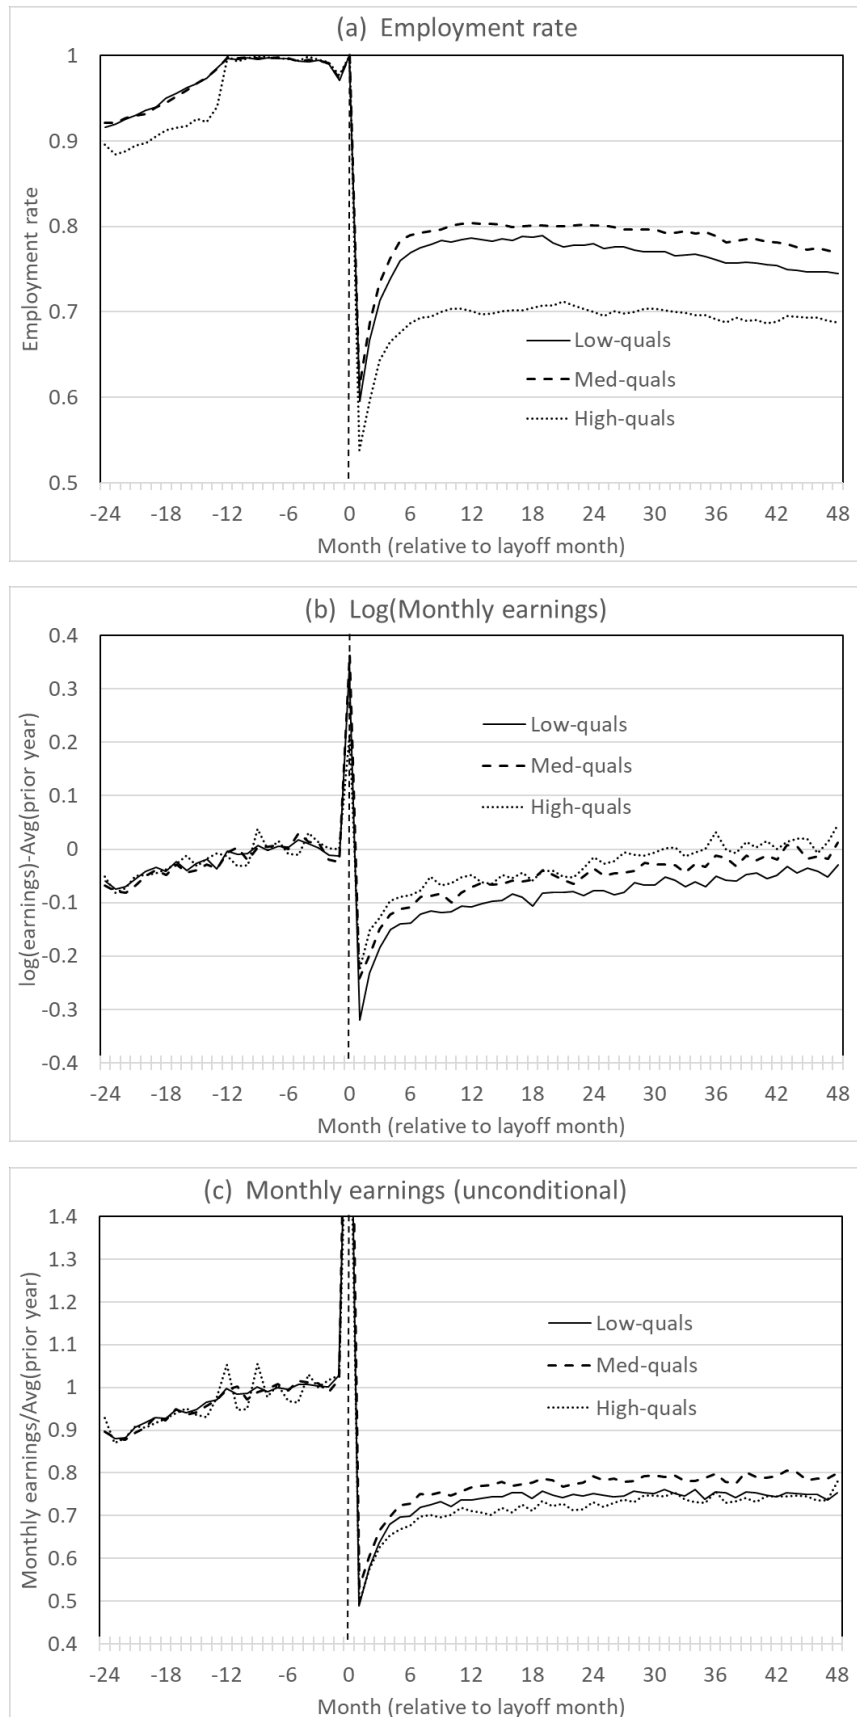 (a) Employment rate
Employment rate
1
0.9
0.8
0.7
0.6
0.5
Low-quals
Med-quals
High-quals
-24 -18 -12 -6 0 6 12 18 24 30 36 42 48
Month (relative to layoff month)
(b) Log(Monthly earnings)
log(earnings)-Avg(prior year)
0.4
0.3
0.2
0.1
0
-0.1
-0.2
-0.3
-0.4
Low-quals
Med-quals
High-quals
-24 -18 -12 -6 0 6 12 18 24 30 36 42 48
Month (relative to layoff month)
(c) Monthly earnings (unconditional)
Monthly earnings/Avg(prior year)
1.4
1.3
1.2
1.1
1
0.9
0.8
0.7
0.6
0.5
0.4
Low-quals
Med-quals
High-quals
-24 -18 -12 -6 0 6 12 18 24 30 36 42 48
Month (relative to layoff month)